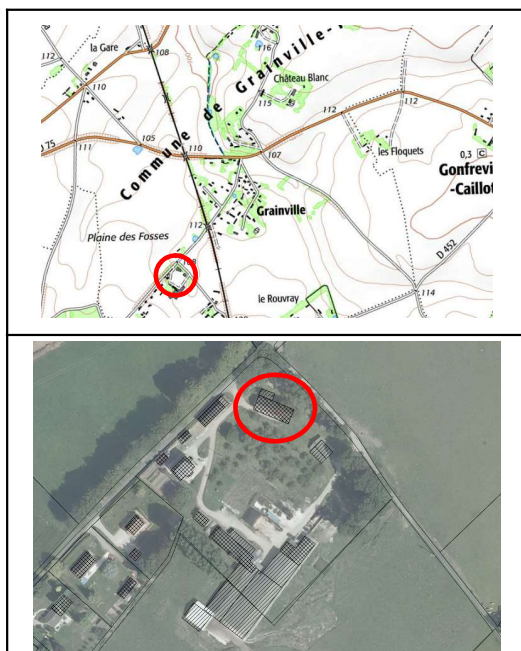 la Gare
108
116
112
Château Blanc
110
115
Commune de Grainville-
112
112
D 75
111
105
110
107
les Floquets
0,3 C
Gonfrevi
-Caillot
112
Grainville
Plaine des Fosses
D 452
le Rouvray
114